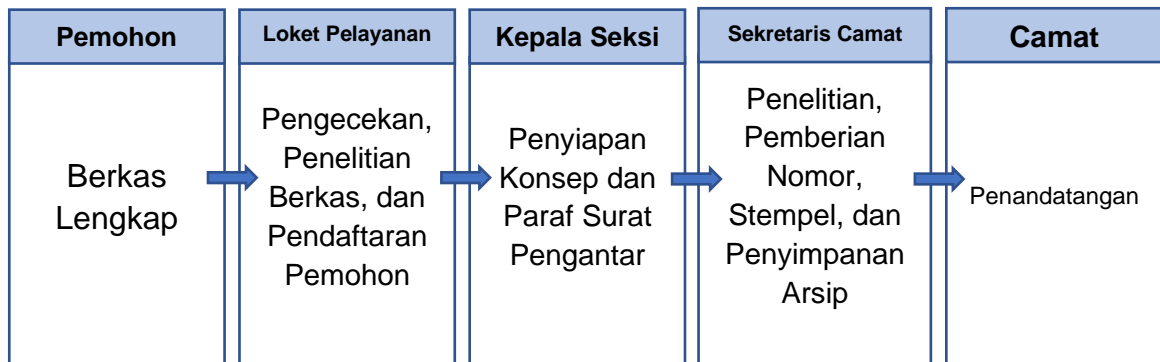 Pemohon
Berkas
Lengkap
Loket Pelayanan
Pengecekan,
Penelitian
Berkas, dan
Pendaftaran
Pemohon
Kepala Seksi
Penyiapan
Konsep dan
Paraf Surat
Pengantar
Sekretaris Camat
Penelitian,
Pemberian
Nomor,
Stempel, dan
Penyimpanan
Arsip
Camat
Penandatangan